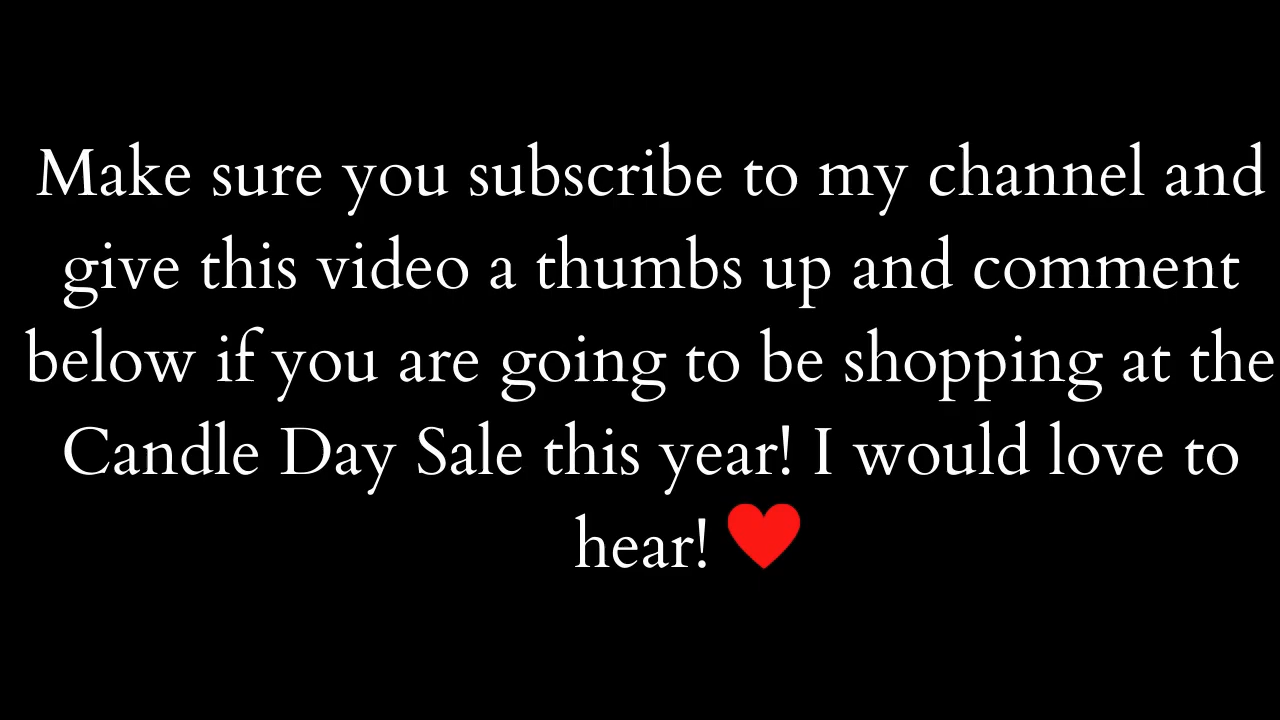 Make sure you subscribe to my channel and
give this video a thumbs up and comment
below if you are going to be shopping at the
Candle Day Sale this year! I would love to
hear! ❤️